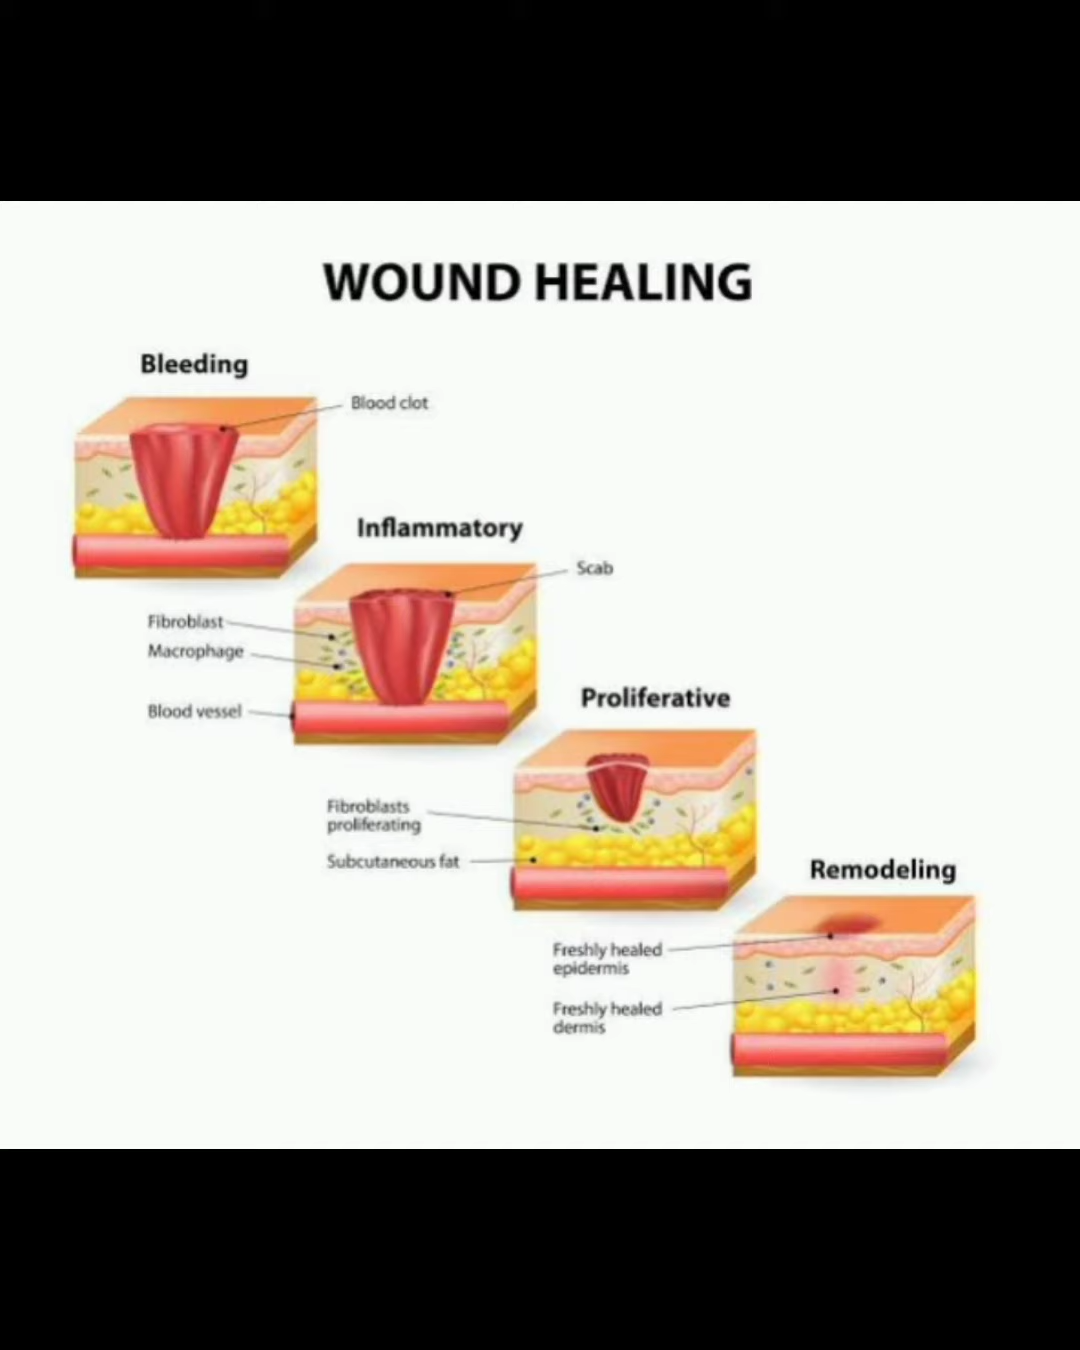 WOUND HEALING
Bleeding
Blood clot
Inflammatory
Scab
Fibroblast
Macrophage
Blood vessel
Proliferative
Fibroblasts
proliferating
Subcutaneous fat
Remodeling
Freshly healed
epidermis
Freshly healed
dermis